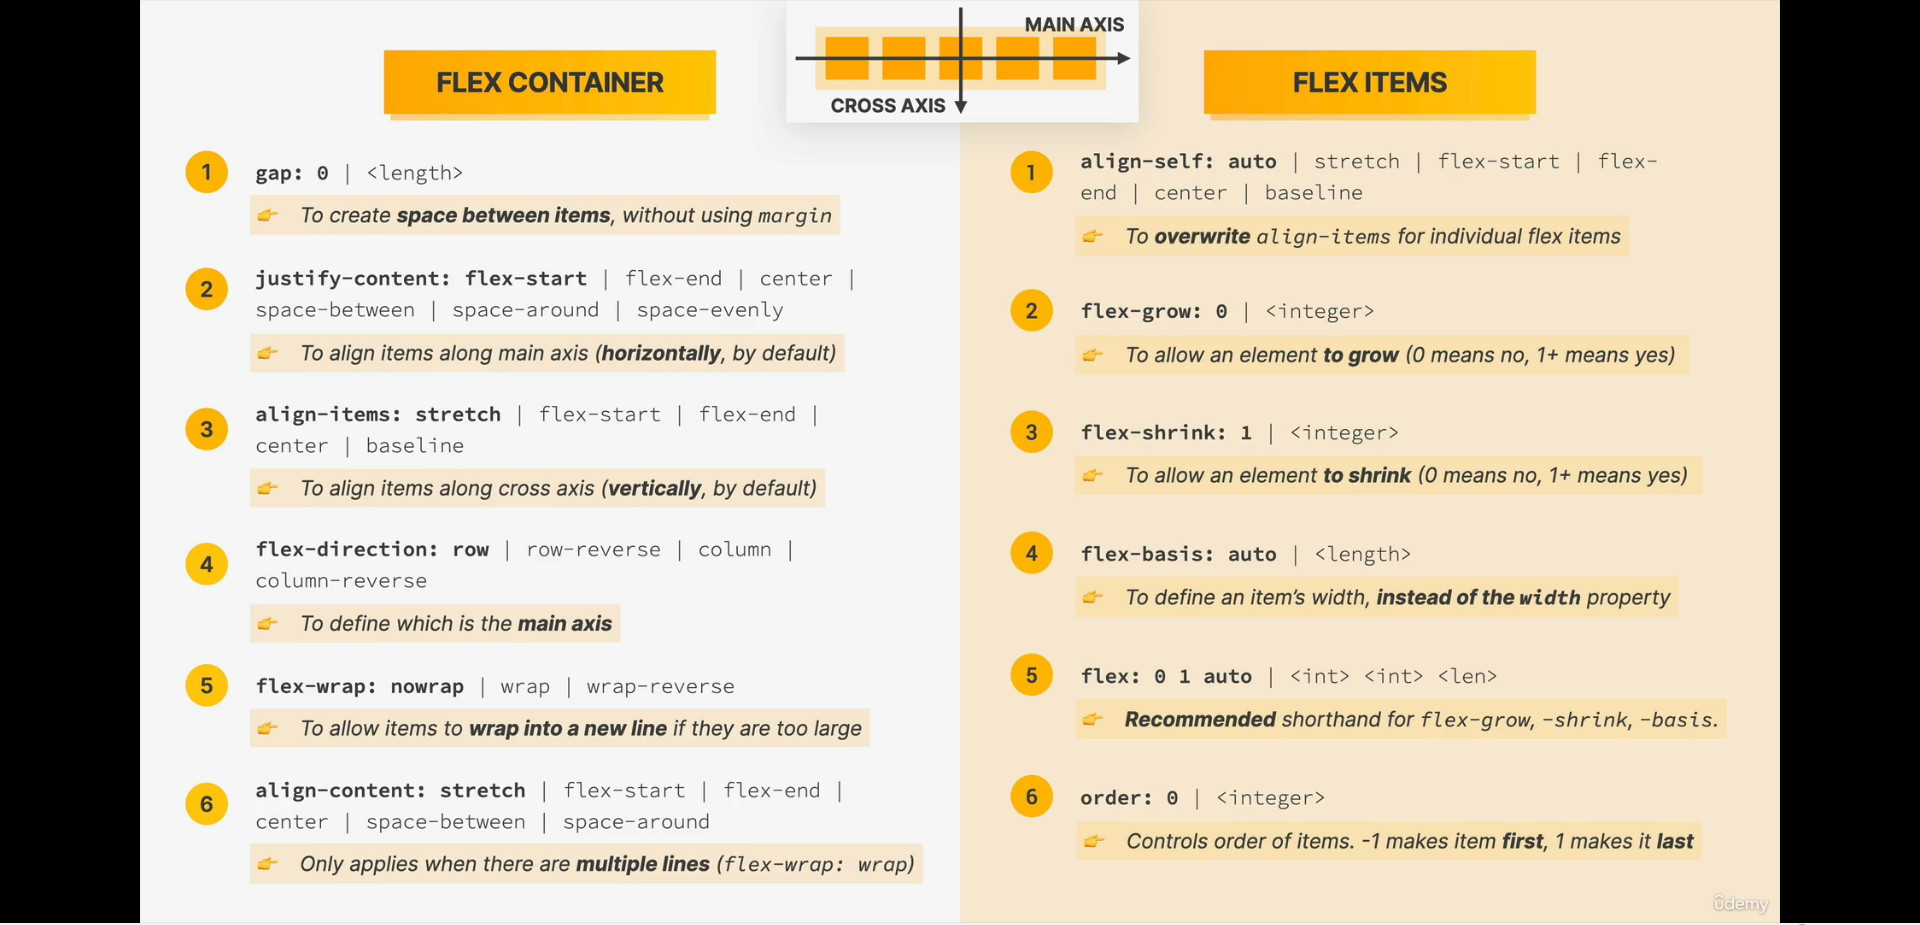 MAIN AXIS
CROSS AXIS
FLEX CONTAINER
1
gap: 0 | <length>
👉 To create space between items, without using margin
2
justify-content: flex-start | flex-end | center |
space-between | space-around | space-evenly
👉 To align items along main axis (horizontally, by default)
3
align-items: stretch | flex-start | flex-end |
center | baseline
👉 To align items along cross axis (vertically, by default)
4
flex-direction: row | row-reverse | column |
column-reverse
👉 To define which is the main axis
5
flex-wrap: nowrap | wrap | wrap-reverse
👉 To allow items to wrap into a new line if they are too large
6
align-content: stretch | flex-start | flex-end |
center | space-between | space-around
👉 Only applies when there are multiple lines (flex-wrap: wrap)
FLEX ITEMS
1
align-self: auto | stretch | flex-start | flex-
end | center | baseline
👉 To overwrite align-items for individual flex items
2
flex-grow: 0 | <integer>
👉 To allow an element to grow (0 means no, 1+ means yes)
3
flex-shrink: 1 | <integer>
👉 To allow an element to shrink (0 means no, 1+ means yes)
4
flex-basis: auto | <length>
👉 To define an item’s width, instead of the width property
5
flex: 0 1 auto | <int> <int> <len>
👉 Recommended shorthand for flex-grow, -shrink, -basis.
6
order: 0 | <integer>
👉 Controls order of items. -1 makes item first, 1 makes it last
ûdemy